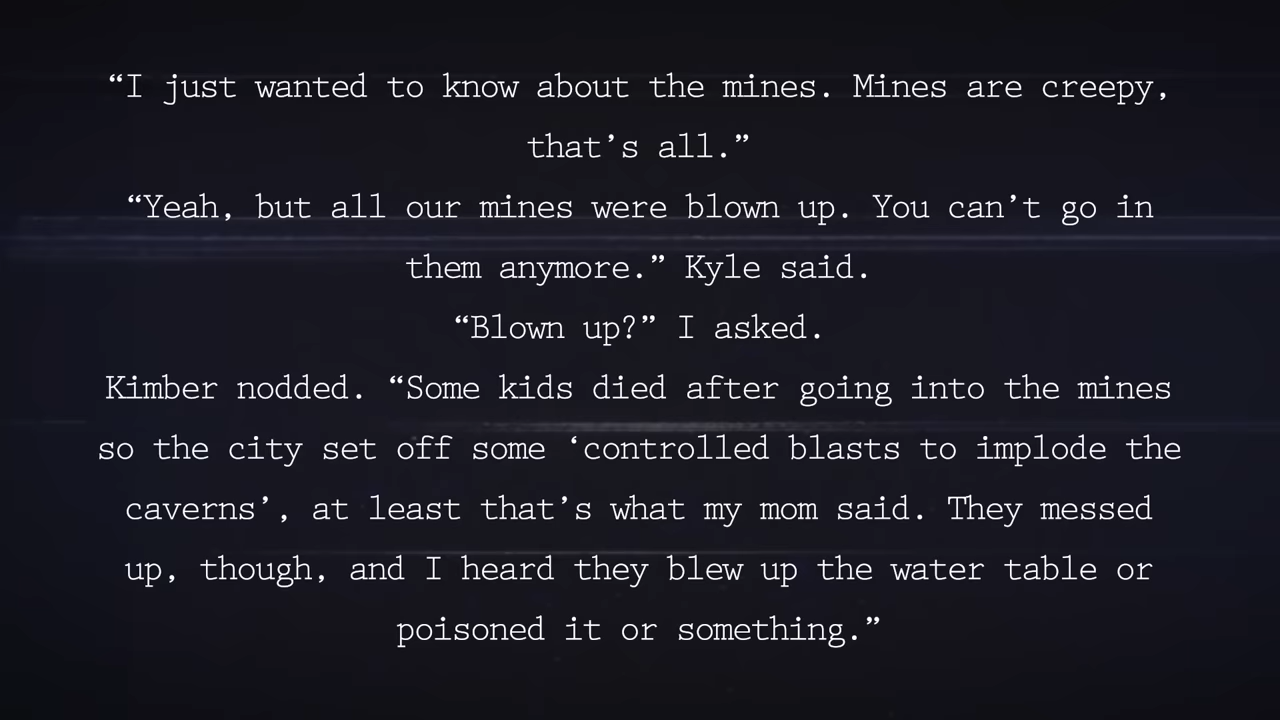 “I just wanted to know about the mines. Mines are creepy,
that’s all.”
“Yeah, but all our mines were blown up. You can’t go in
them anymore.” Kyle said.
“Blown up?” I asked.
Kimber nodded. “Some kids died after going into the mines
so the city set off some ‘controlled blasts to implode the
caverns’, at least that’s what my mom said. They messed
up, though, and I heard they blew up the water table or
poisoned it or something.”